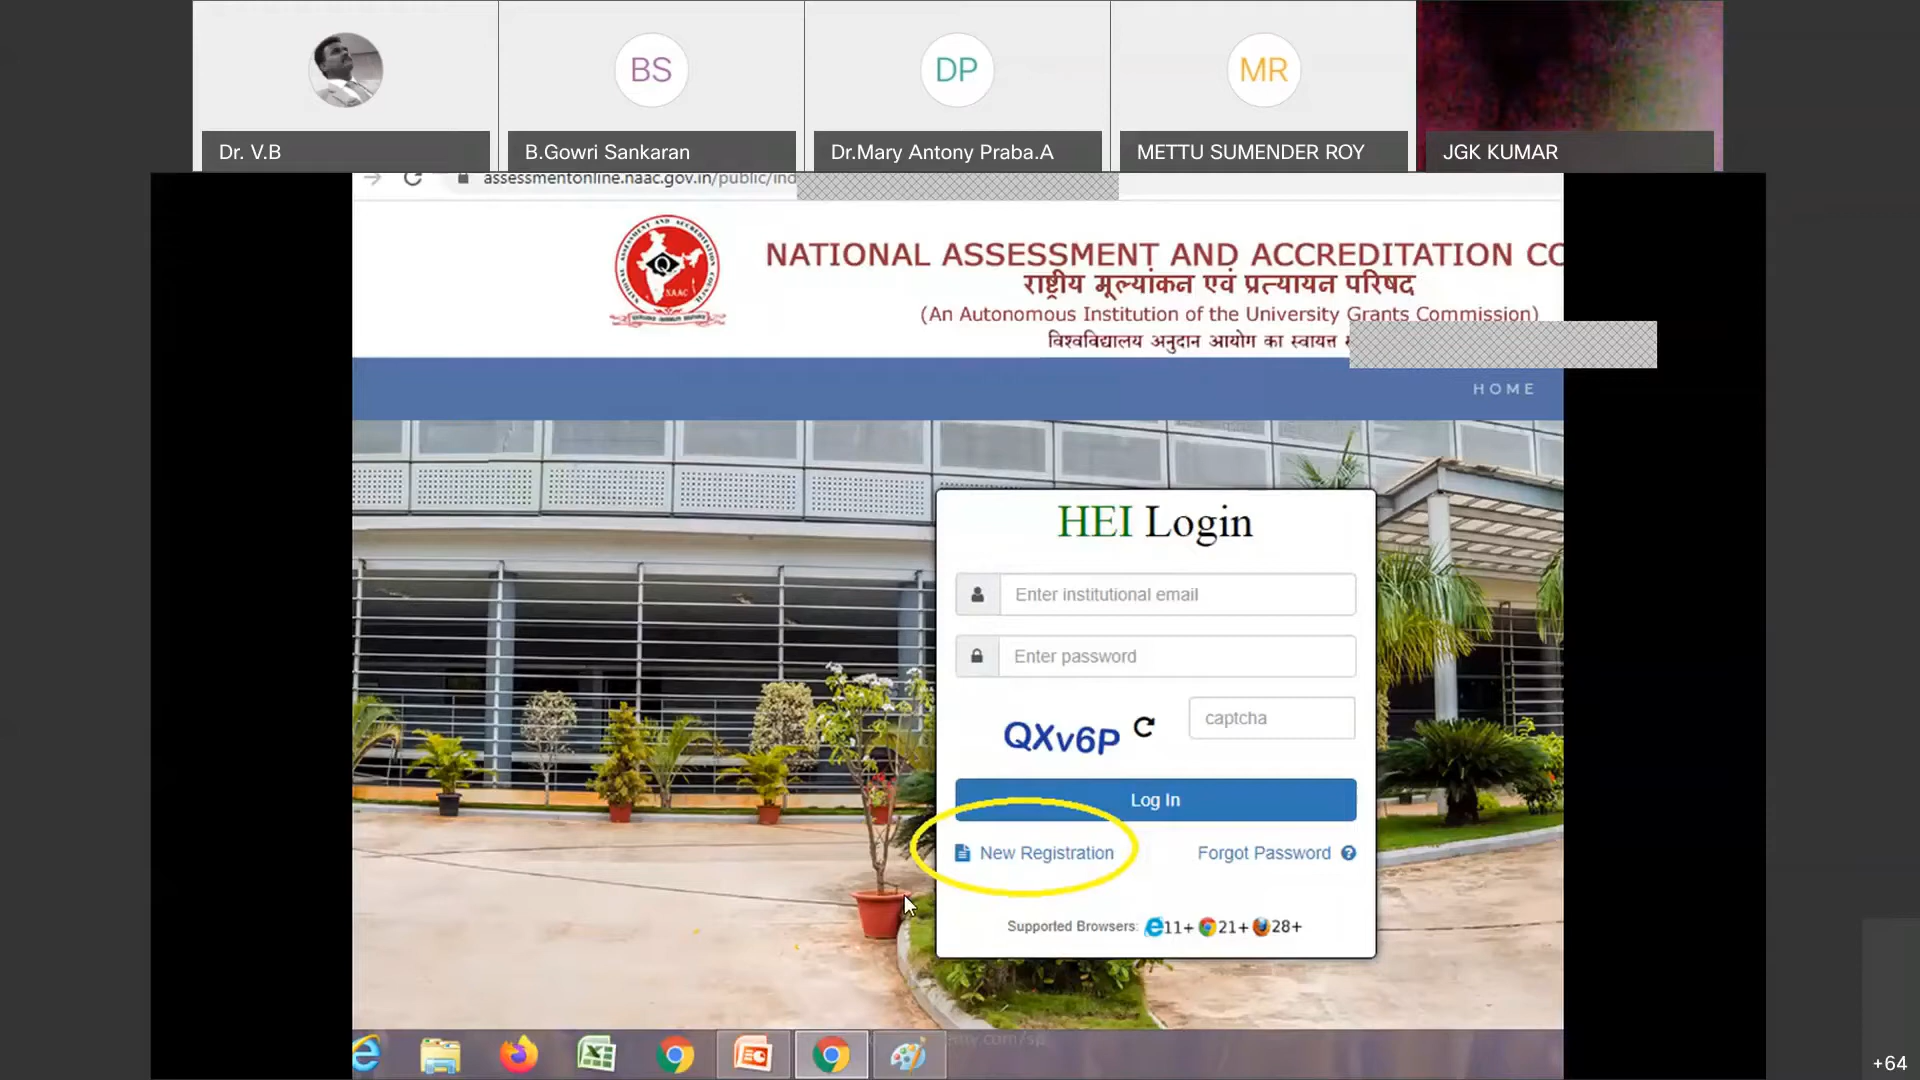 BS
DP
MR
Dr. V.B
B.Gowri Sankaran
Dr.Mary Antony Praba.A
METTU SUMENDER ROY
JGK KUMAR
assessmentonline.naac.gov.in/public/ind
NATIONAL ASSESSMENT AND ACCREDITATION CO
राष्ट्रीय मूल्यांकन एवं प्रत्यायन परिषद
(An Autonomous Institution of the University Grants Commission)
विश्वविद्यालय अनुदान आयोग का स्वायत्त
NAAC
HOME
HEI Login
Enter institutional email
Enter password
QXv6P
captcha
Log In
New Registration
Forgot Password
Supported Browsers: 11+ 21+ 28+
+64